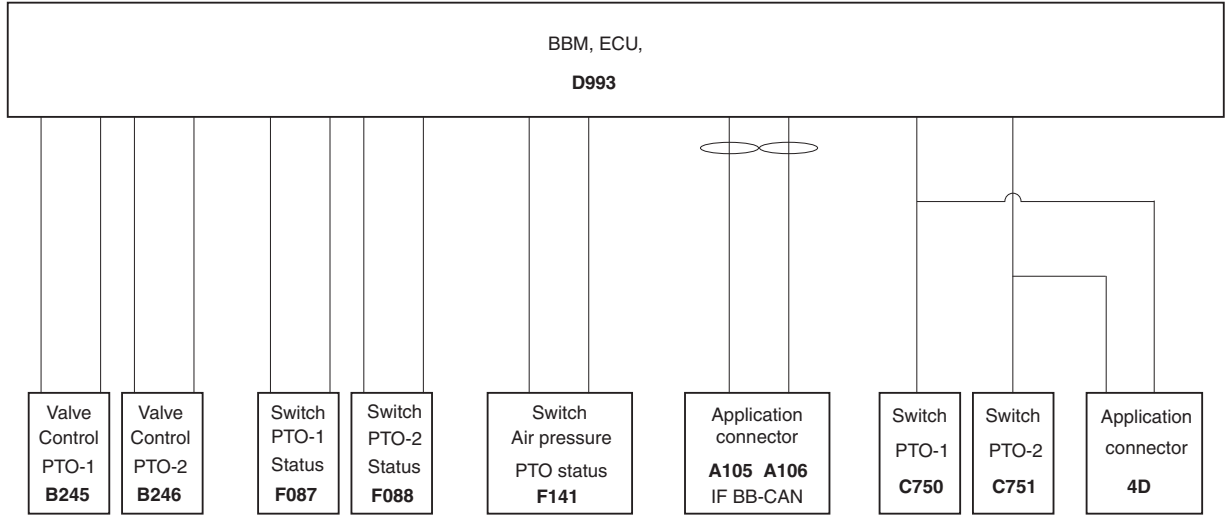 BBM, ECU,
D993
Valve
Control
PTO-1
B245
Valve
Control
PTO-2
B246
Switch
PTO-1
Status
F087
Switch
PTO-2
Status
F088
Switch
Air pressure
PTO status
F141
Application
connector
A105 A106
IF BB-CAN
Switch
PTO-1
C750
Switch
PTO-2
C751
Application
connector
4D